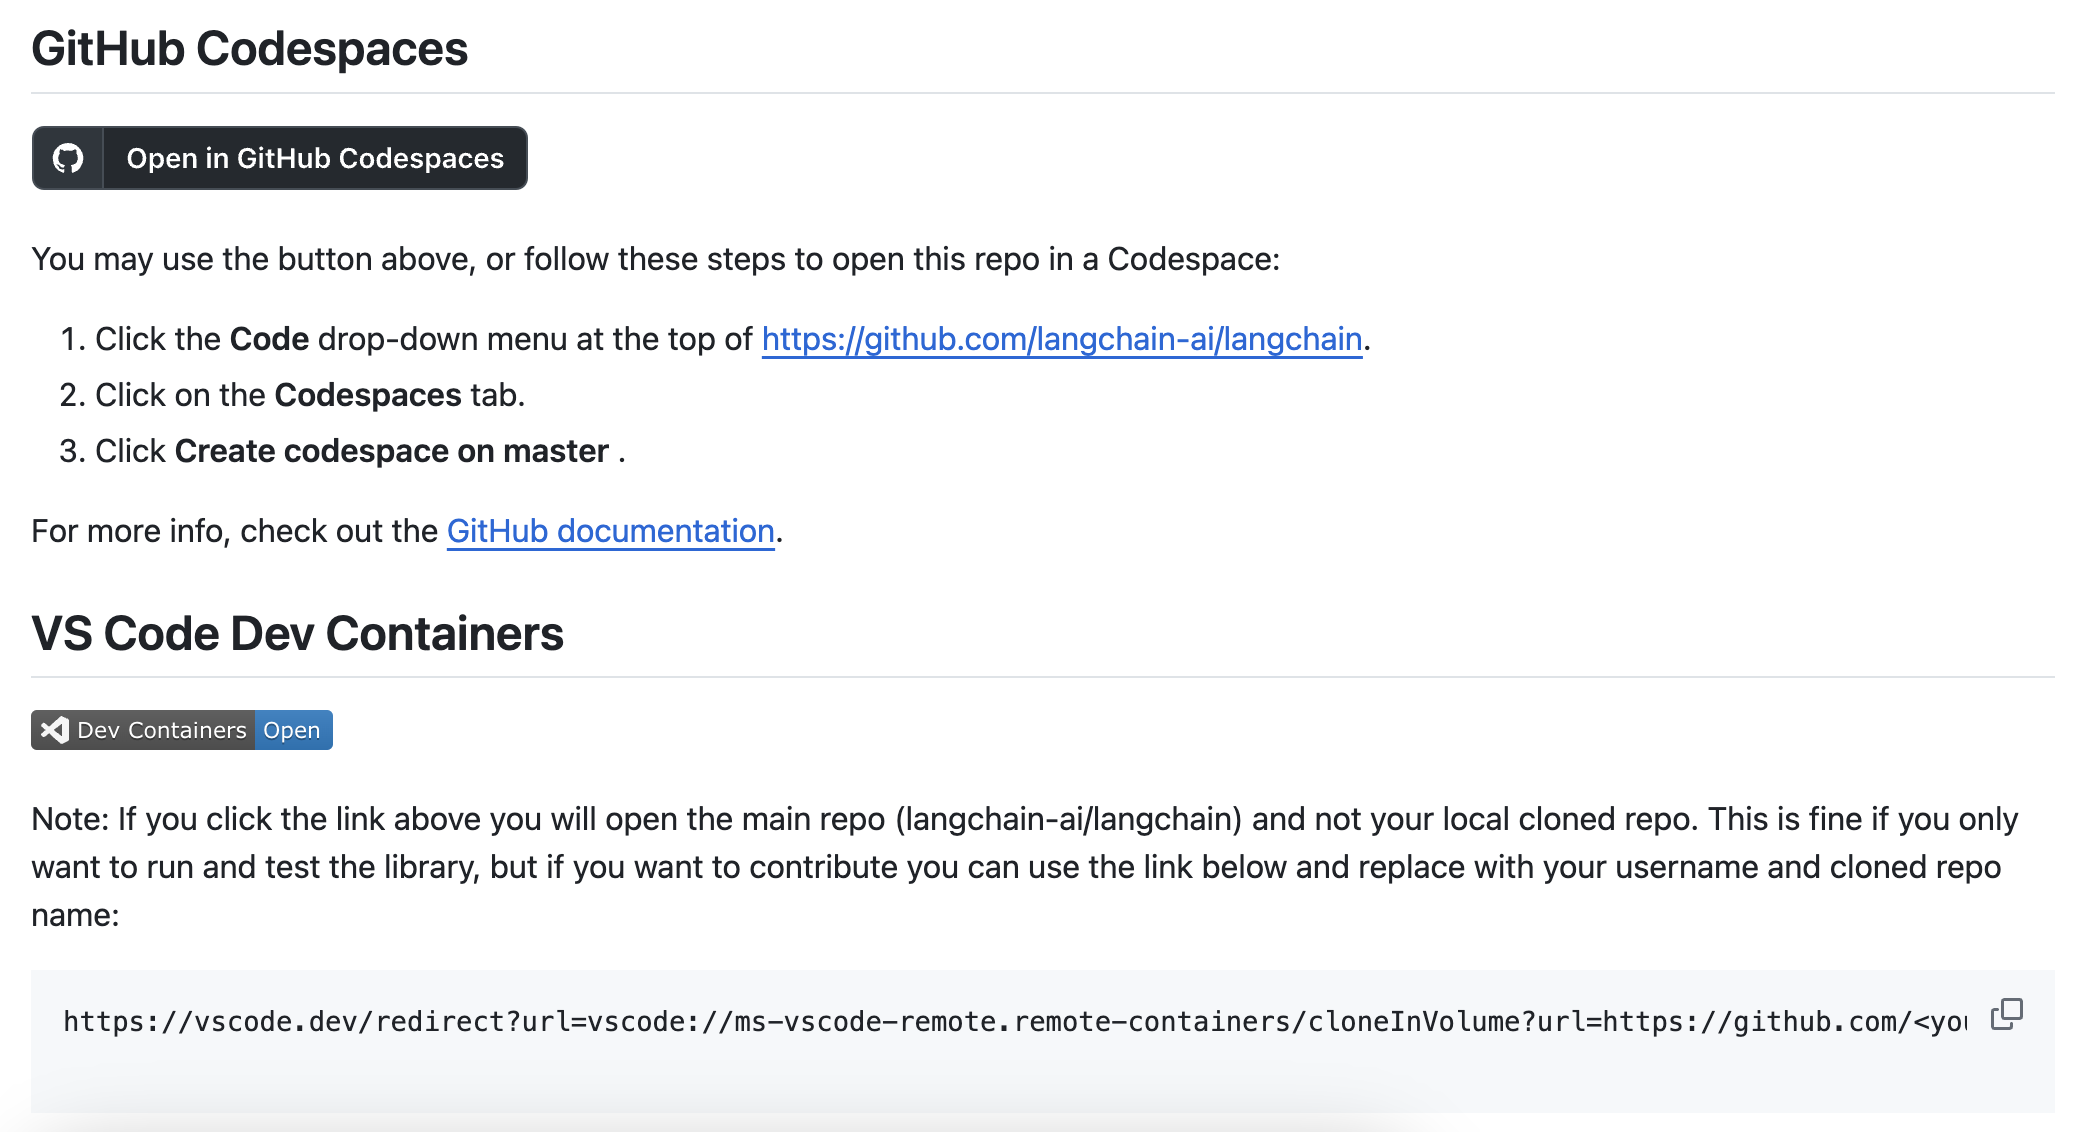 GitHub Codespaces
Open in GitHub Codespaces
You may use the button above, or follow these steps to open this repo in a Codespace:
1. Click the Code drop-down menu at the top of https://github.com/langchain-ai/langchain.
2. Click on the Codespaces tab.
3. Click Create codespace on master .
For more info, check out the GitHub documentation.
VS Code Dev Containers
Dev Containers Open
Note: If you click the link above you will open the main repo (langchain-ai/langchain) and not your local cloned repo. This is fine if you only
want to run and test the library, but if you want to contribute you can use the link below and replace with your username and cloned repo
name:
https://vscode.dev/redirect?url=vscode://ms-vscode-remote.remote-containers/cloneInVolume?url=https://github.com/<you